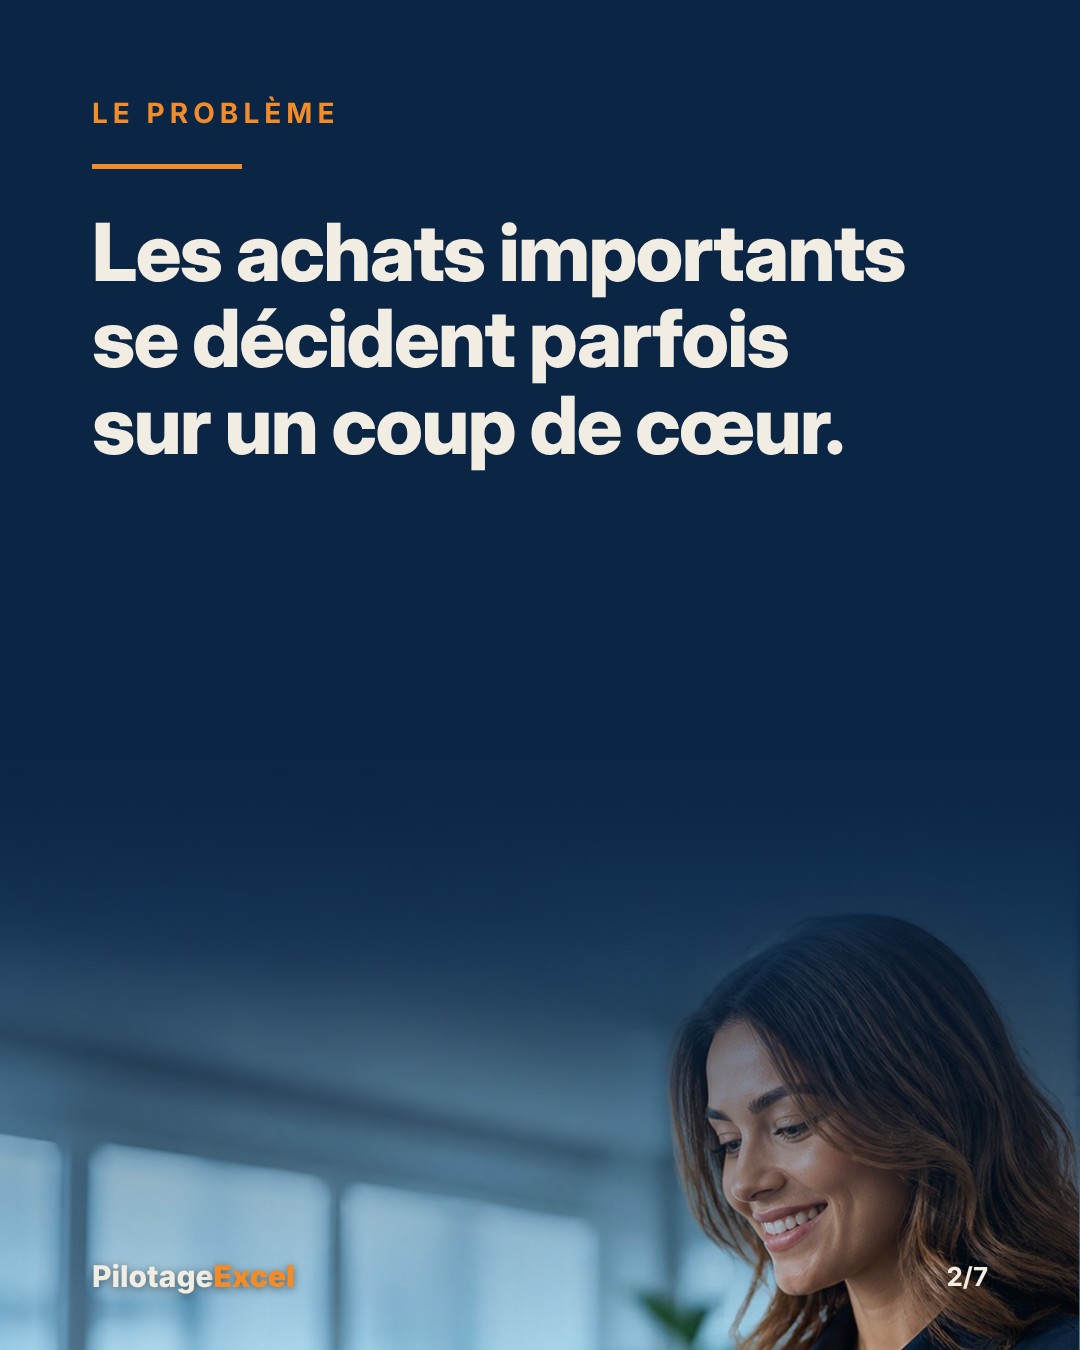 LE PROBLÈME
Les achats importants
se décident parfois
sur un coup de cœur.
PilotageExcel
2/7